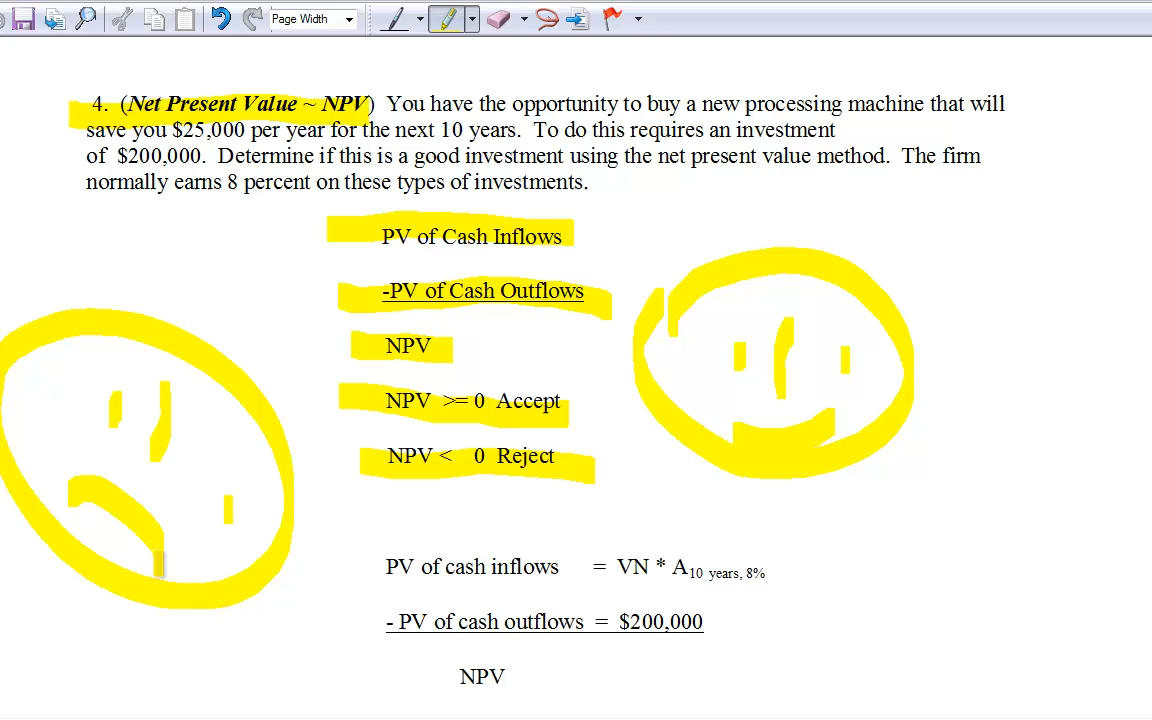 Page Width
4. (Net Present Value ~ NPV) You have the opportunity to buy a new processing machine that will
save you $25,000 per year for the next 10 years. To do this requires an investment
of $200,000. Determine if this is a good investment using the net present value method. The firm
normally earns 8 percent on these types of investments.
PV of Cash Inflows
-PV of Cash Outflows
NPV
NPV >= 0 Accept
NPV < 0 Reject
PV of cash inflows = VN * A10 years, 8%
- PV of cash outflows = $200,000
NPV